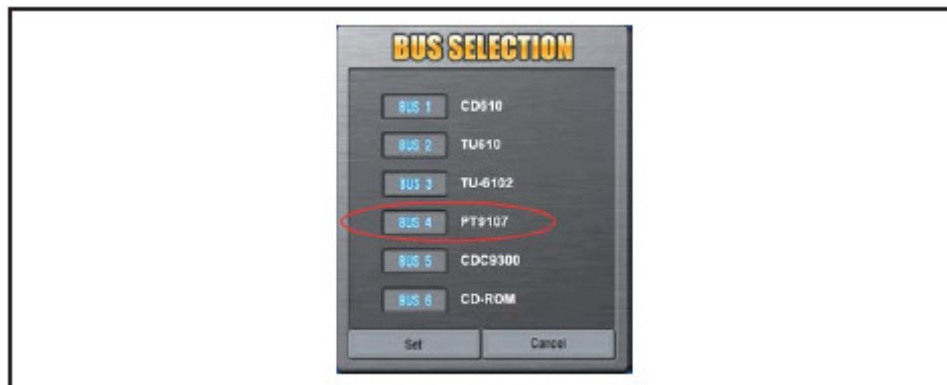 BUS SELECTION
BUS 1 CD610
BUS 2 TU610
BUS 3 TU-6102
BUS 4 PT9107
BUS 5 CDC9300
BUS 6 CD-ROM
Set Cancel